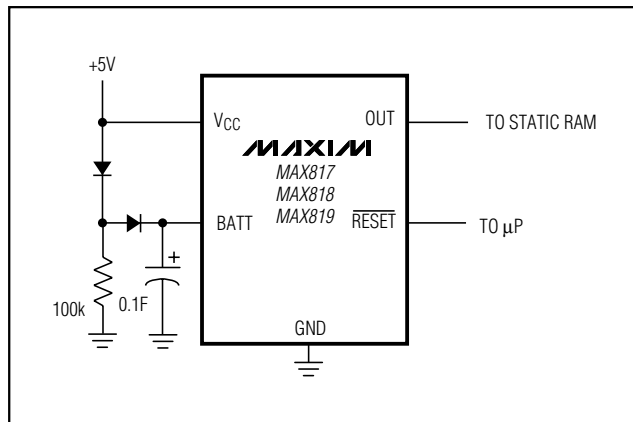 +5V
VCC
OUT
TO STATIC RAM
MAXIM
MAX817
MAX818
MAX819
BATT
RESET
TO µP
+
100k
0.1F
GND